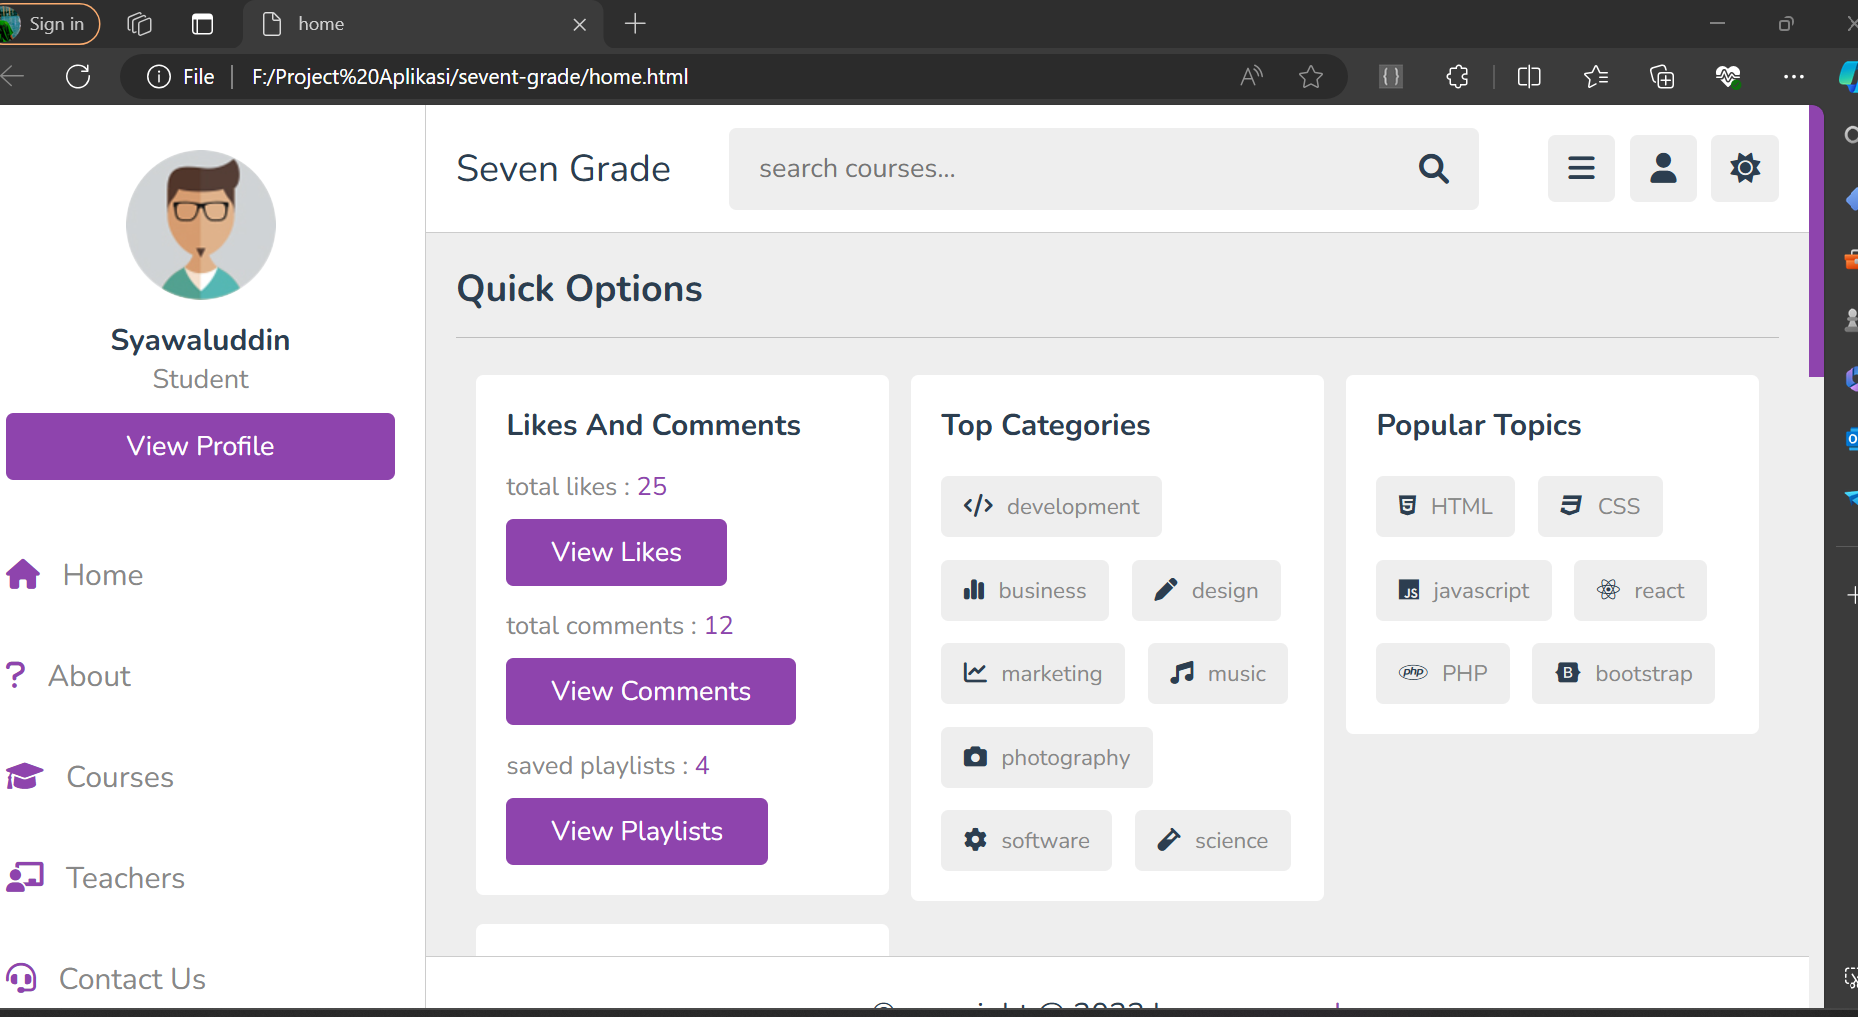 Sign in
home
File
F:/Project%20Aplikasi/sevent-grade/home.html
Syawaluddin
Student
View Profile
Home
About
Courses
Teachers
Contact Us
Seven Grade
search courses...
Quick Options
Likes And Comments
total likes : 25
View Likes
total comments : 12
View Comments
saved playlists : 4
View Playlists
Top Categories
development
business
design
marketing
music
photography
software
science
Popular Topics
HTML
CSS
JS
javascript
react
php
PHP
B
bootstrap